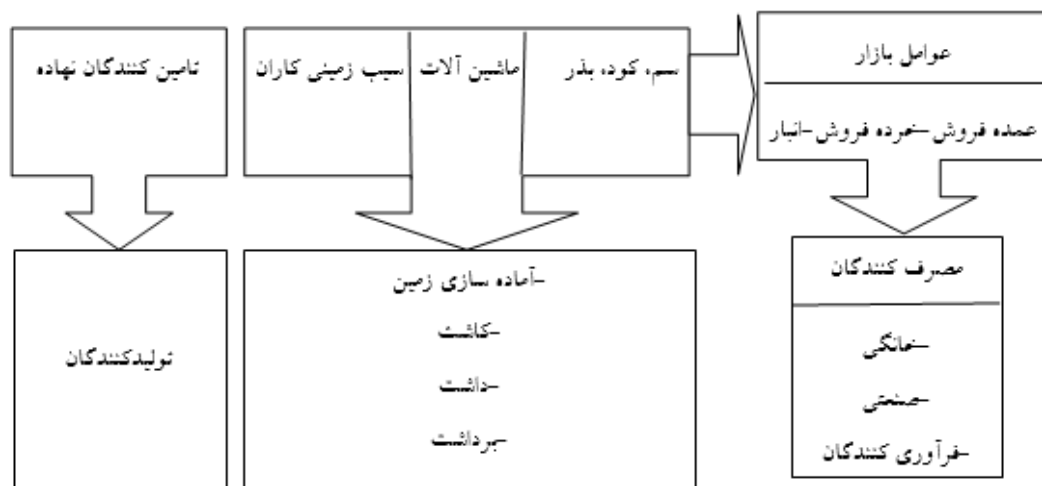 عوامل بازار
عمده فروش-خرده فروش-انبار
سم، کود، بذر
ماشین آلات
سیب زمینی کاران
تامین کنندگان نهاده
مصرف کنندگان
-خانگی
-صنعتی
-فرآوری کنندگان
-آماده سازی زمین
-کاشت
-داشت
-برداشت
تولیدکنندگان